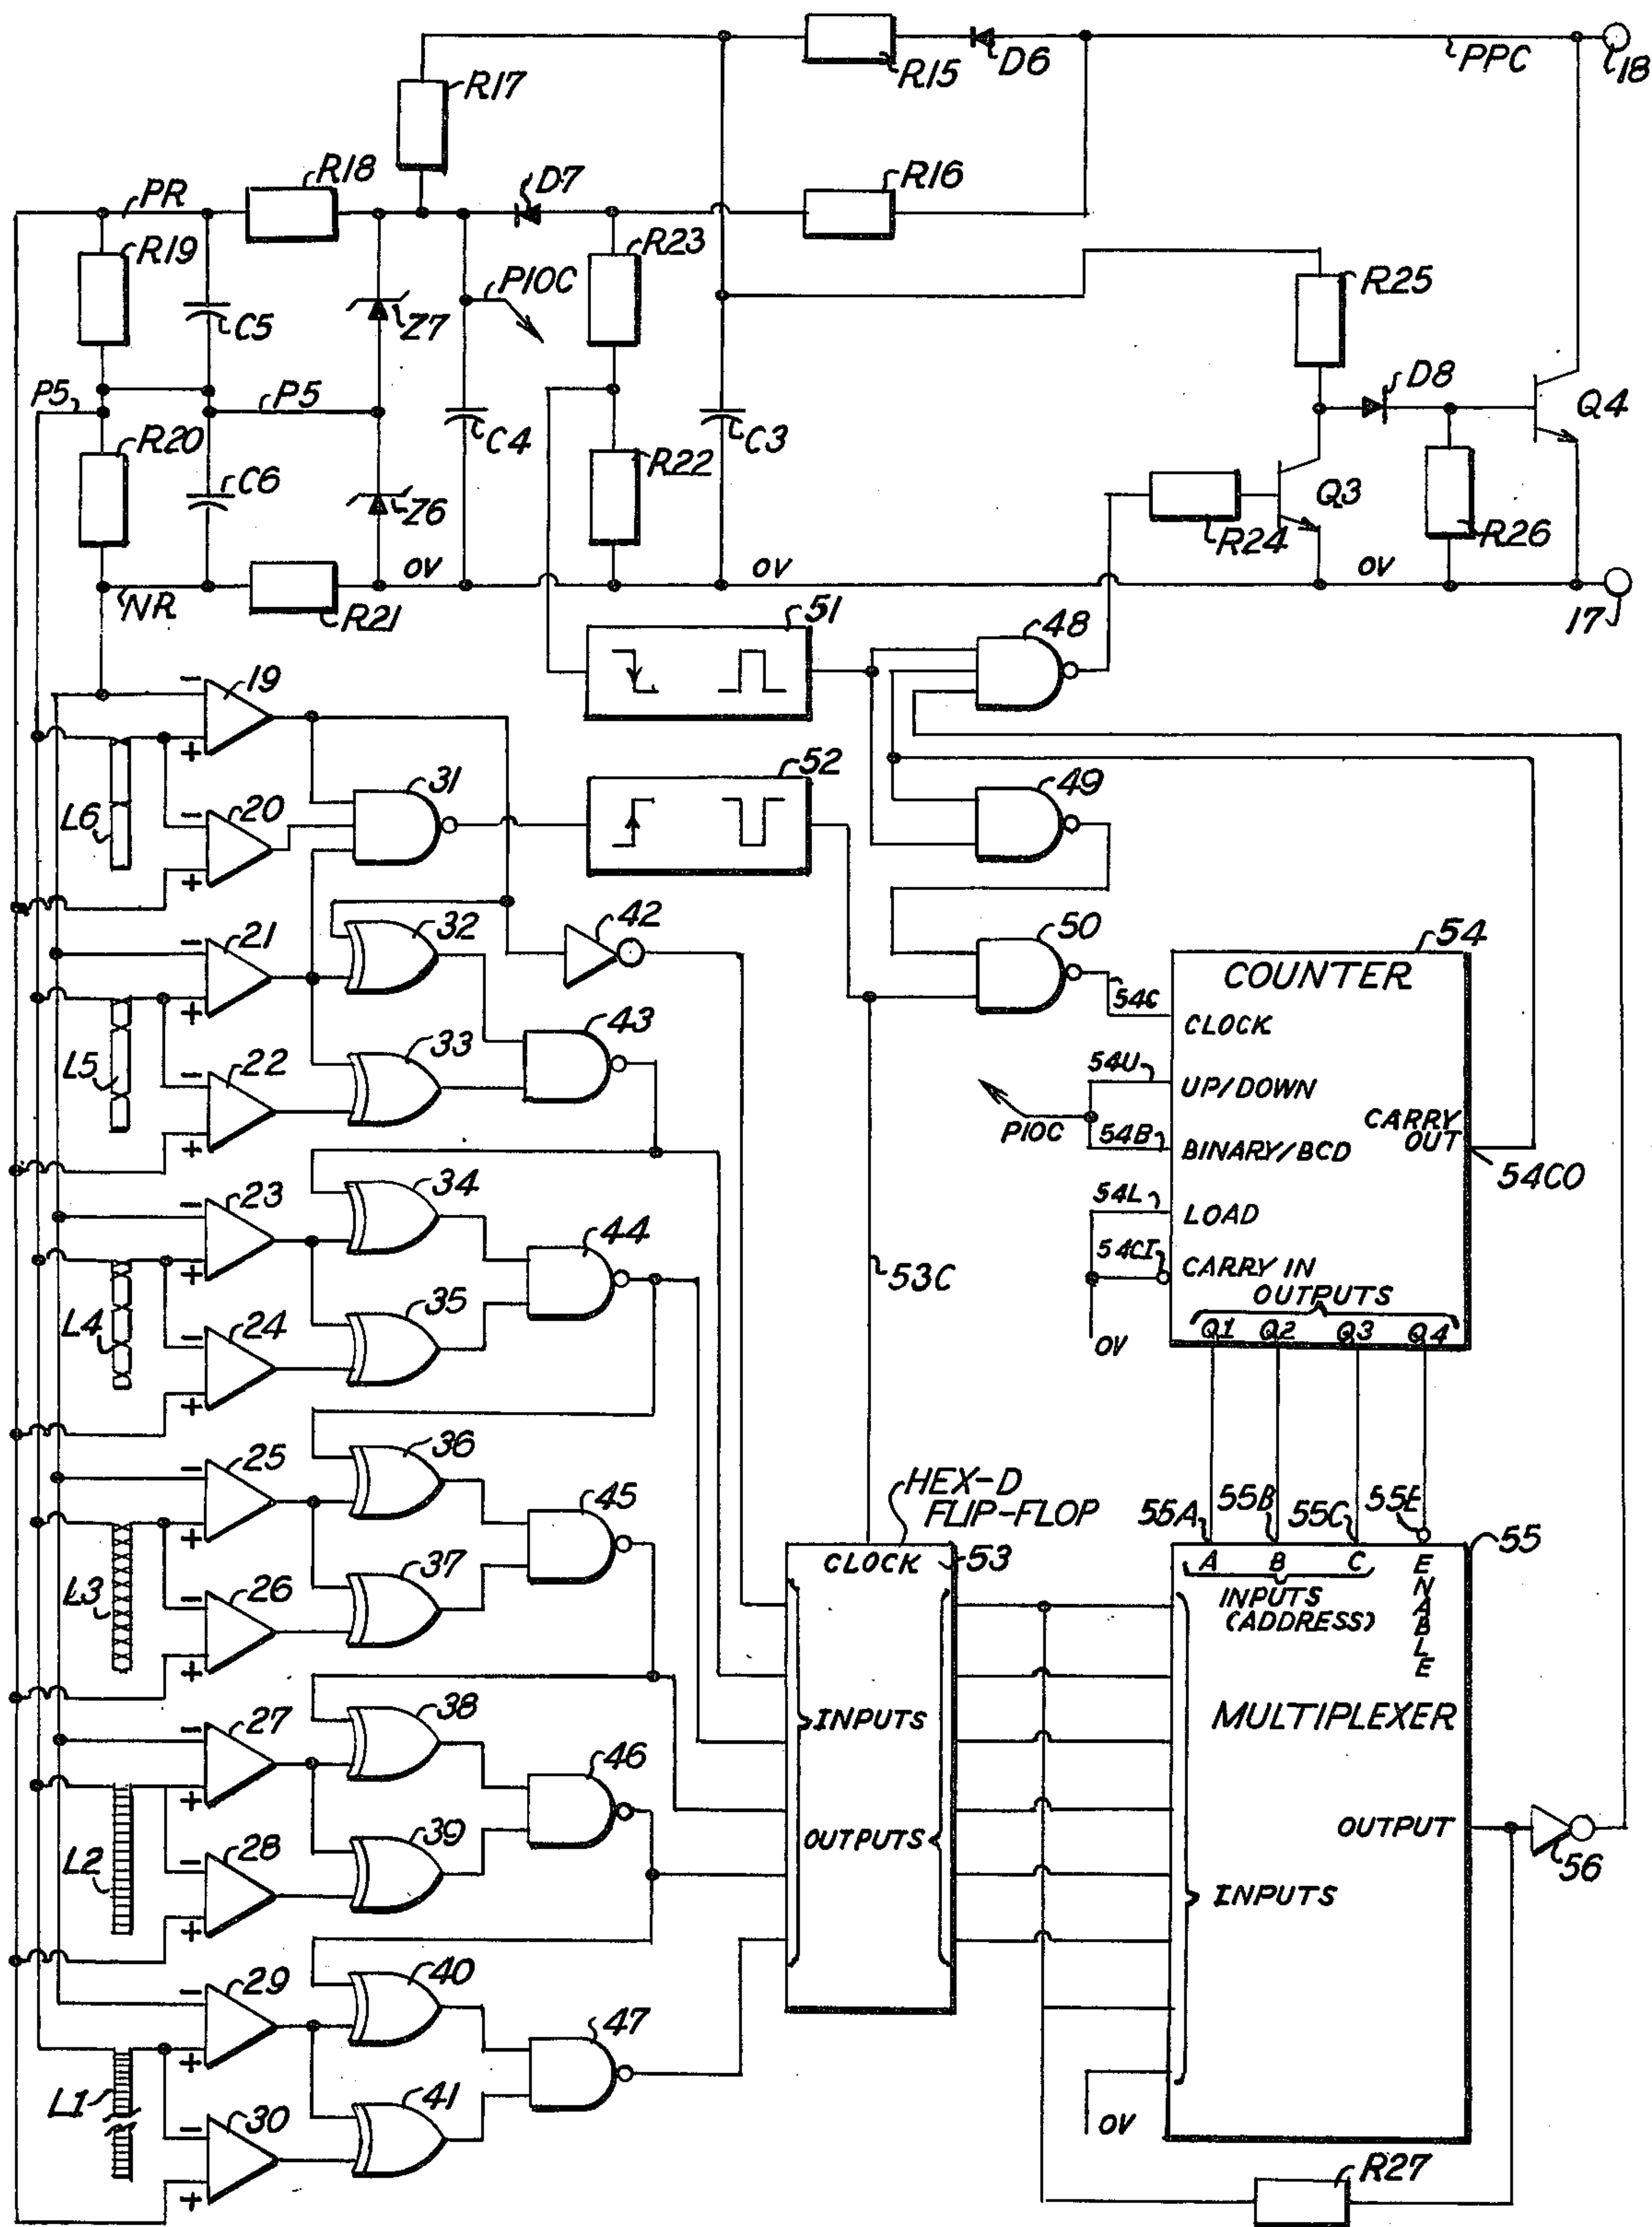 R15
D6
PPC
18
R17
R18
PR
D7
R16
R19
C5
Z7
P10C
R23
R25
P5
P5
R20
C6
Z6
C4
R22
C3
D8
Q4
R24
Q3
R26
NR
R21
0V
0V
0V
17
51
48
19
-
+
L6
20
-
+
31
52
49
21
-
+
32
42
50
54
COUNTER
54C
CLOCK
L5
22
-
+
33
43
54U
UP/DOWN
P10C
54B
BINARY/BCD
CARRY
OUT
54CO
23
-
+
34
44
54L
LOAD
54CI
CARRY IN
OUTPUTS
Q1 Q2 Q3 Q4
0V
53C
L4
24
-
+
35
25
-
+
36
45
HEX-D
FLIP-FLOP
55A
55B
55C
55E
55
CLOCK
53
A B C
ENABLE
INPUTS
(ADDRESS)
L3
26
-
+
37
27
-
+
38
46
INPUTS
MULTIPLEXER
L2
28
-
+
39
OUTPUTS
OUTPUT
56
INPUTS
29
-
+
40
47
L1
30
-
+
41
0V
R27